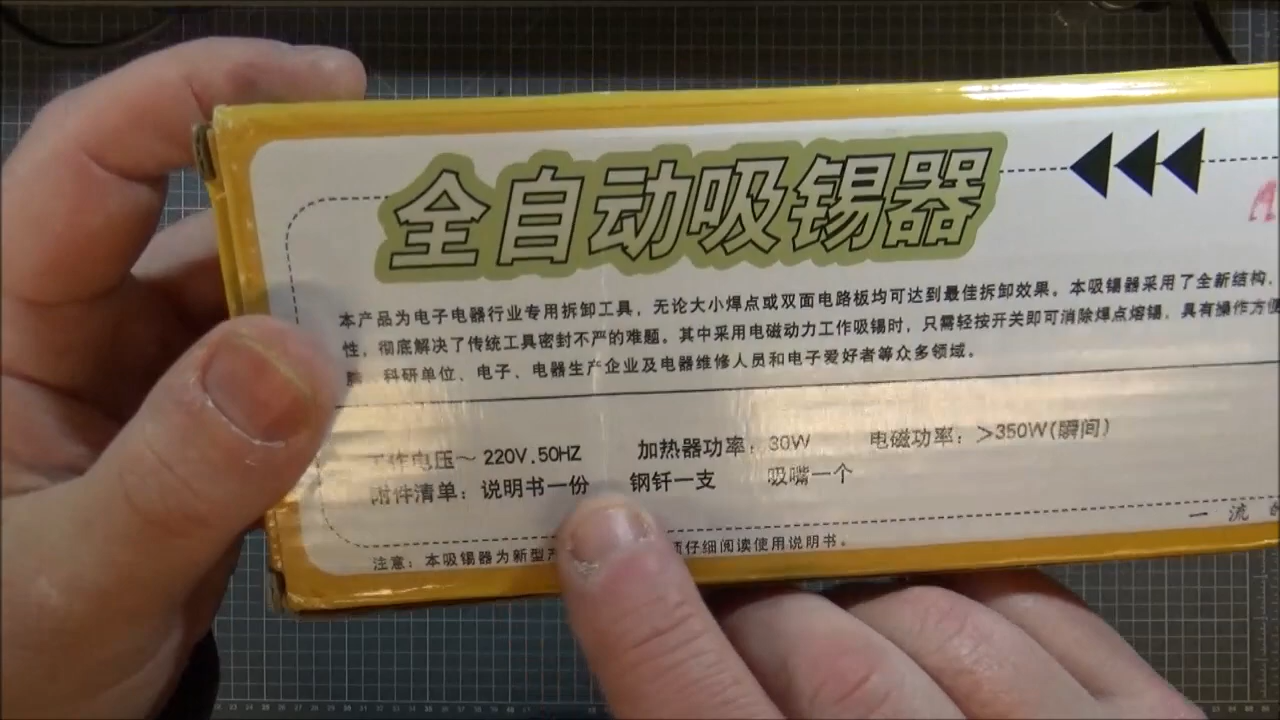 全自动吸锡器
本产品为电子电器行业专用拆卸工具，无论大小焊点或双面电路板均可达到最佳拆卸效果。本吸锡器采用了全新结构，
性，彻底解决了传统工具密封不严的难题。其中采用电磁动力工作吸锡时，只需轻按开关即可消除焊点熔锡，具有操作方便
科研单位、电子、电器生产企业及电器维修人员和电子爱好者等众多领域。
工作电压～220V.50HZ 加热器功率：30W 电磁功率：>350W(瞬间)
附件清单：说明书一份 钢钎一支 吸嘴一个
一流
注意：本吸锡器为新型 仔细阅读使用说明书。